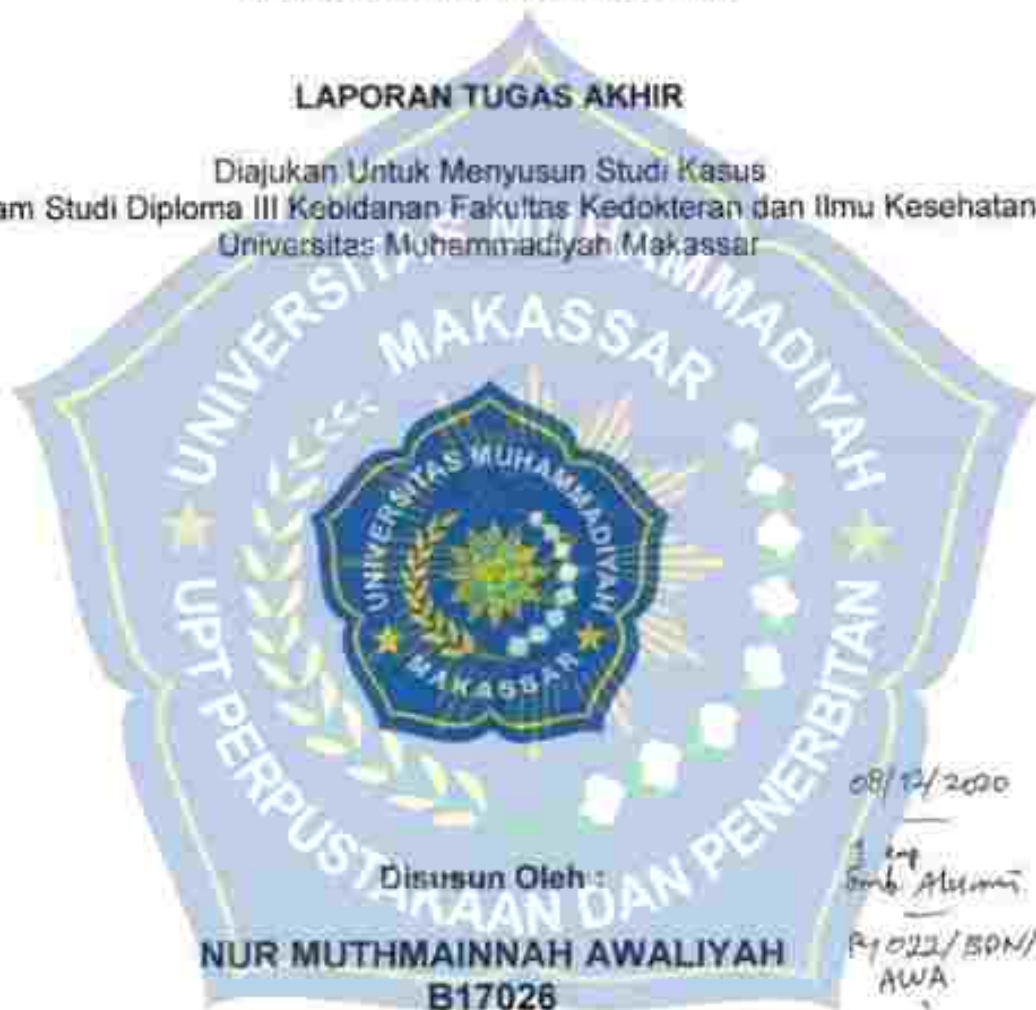 LAPORAN TUGAS AKHIR
Diajukan Untuk Menyusun Studi Kasus
am Studi Diploma III Kebidanan Fakultas Kedokteran dan Ilmu Kesehatan
Universitas Muhammadiyah Makassar
UNIVERSITAS MUHAMMADIYAH
MAKASSAR
UNIVERSITAS MUHAMMADIYAH
MAKASSAR
UPT PERPUSTAKAAN DAN PENERBITAN
08/12/2020
Alumni
Disusun Oleh :
NUR MUTHMAINNAH AWALIYAH
AWA
B17026